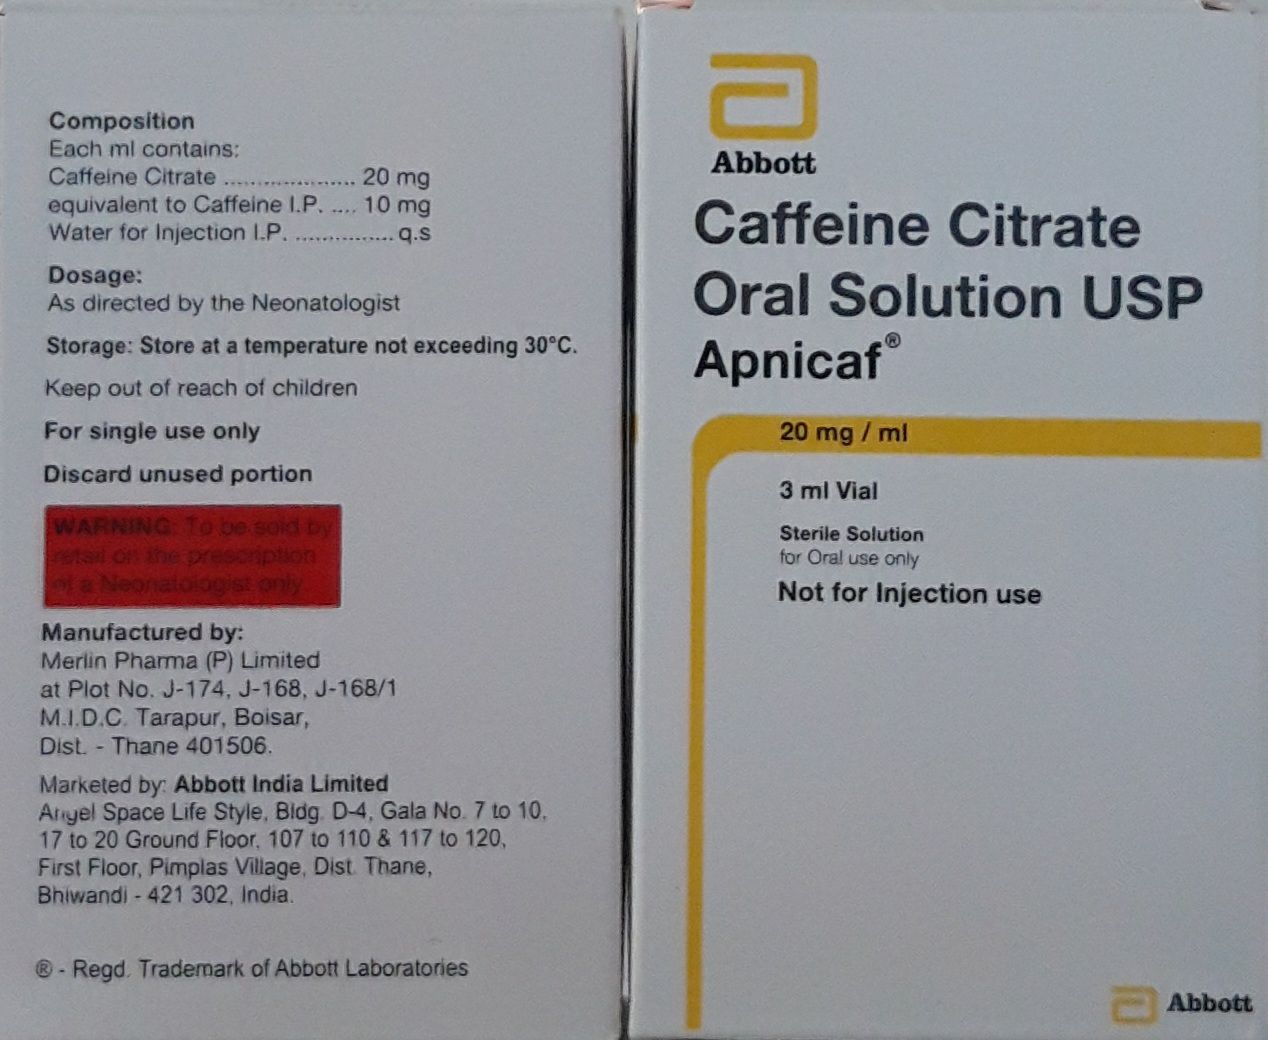 Composition
Each ml contains:
Caffeine Citrate .................... 20 mg
equivalent to Caffeine I.P. .... 10 mg
Water for Injection I.P. ............... q.s
Dosage:
As directed by the Neonatologist
Storage: Store at a temperature not exceeding 30°C.
Keep out of reach of children
For single use only
Discard unused portion
WARNING: To be sold by
retail on the prescription
of a Neonatologist only
Manufactured by:
Merlin Pharma (P) Limited
at Plot No. J-174, J-168, J-168/1
M.I.D.C. Tarapur, Boisar,
Dist. - Thane 401506.
Marketed by: Abbott India Limited
Angel Space Life Style, Bldg. D-4, Gala No. 7 to 10,
17 to 20 Ground Floor, 107 to 110 & 117 to 120,
First Floor, Pimplas Village, Dist. Thane,
Bhiwandi - 421 302, India.
® - Regd. Trademark of Abbott Laboratories
Abbott
Caffeine Citrate
Oral Solution USP
Apnicaf®
20 mg / ml
3 ml Vial
Sterile Solution
for Oral use only
Not for Injection use
Abbott